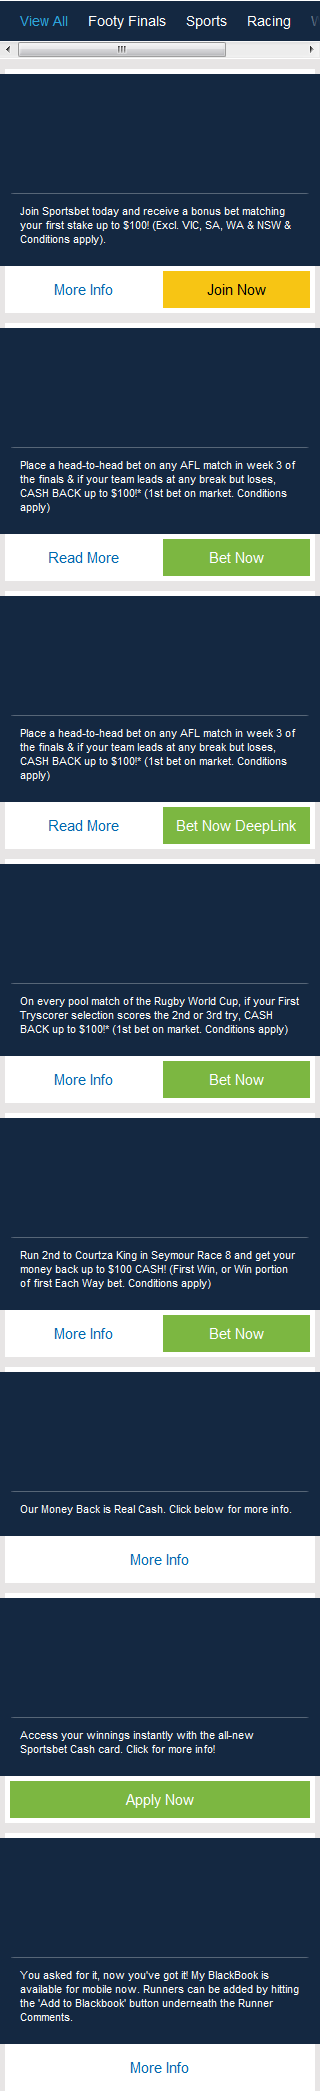 View All Footy Finals Sports Racing
Join Sportsbet today and receive a bonus bet matching
your first stake up to $100! (Excl. VIC, SA, WA & NSW &
Conditions apply).
More Info Join Now
Place a head-to-head bet on any AFL match in week 3 of
the finals & if your team leads at any break but loses,
CASH BACK up to $100!* (1st bet on market. Conditions
apply)
Read More Bet Now
Place a head-to-head bet on any AFL match in week 3 of
the finals & if your team leads at any break but loses,
CASH BACK up to $100!* (1st bet on market. Conditions
apply)
Read More Bet Now DeepLink
On every pool match of the Rugby World Cup, if your First
Tryscorer selection scores the 2nd or 3rd try, CASH
BACK up to $100!* (1st bet on market. Conditions apply)
More Info Bet Now
Run 2nd to Courtza King in Seymour Race 8 and get your
money back up to $100 CASH! (First Win, or Win portion
of first Each Way bet. Conditions apply)
More Info Bet Now
Our Money Back is Real Cash. Click below for more info.
More Info
Access your winnings instantly with the all-new
Sportsbet Cash card. Click for more info!
Apply Now
You asked for it, now you've got it! My BlackBook is
available for mobile now. Runners can be added by hitting
the 'Add to Blackbook' button underneath the Runner
Comments.
More Info